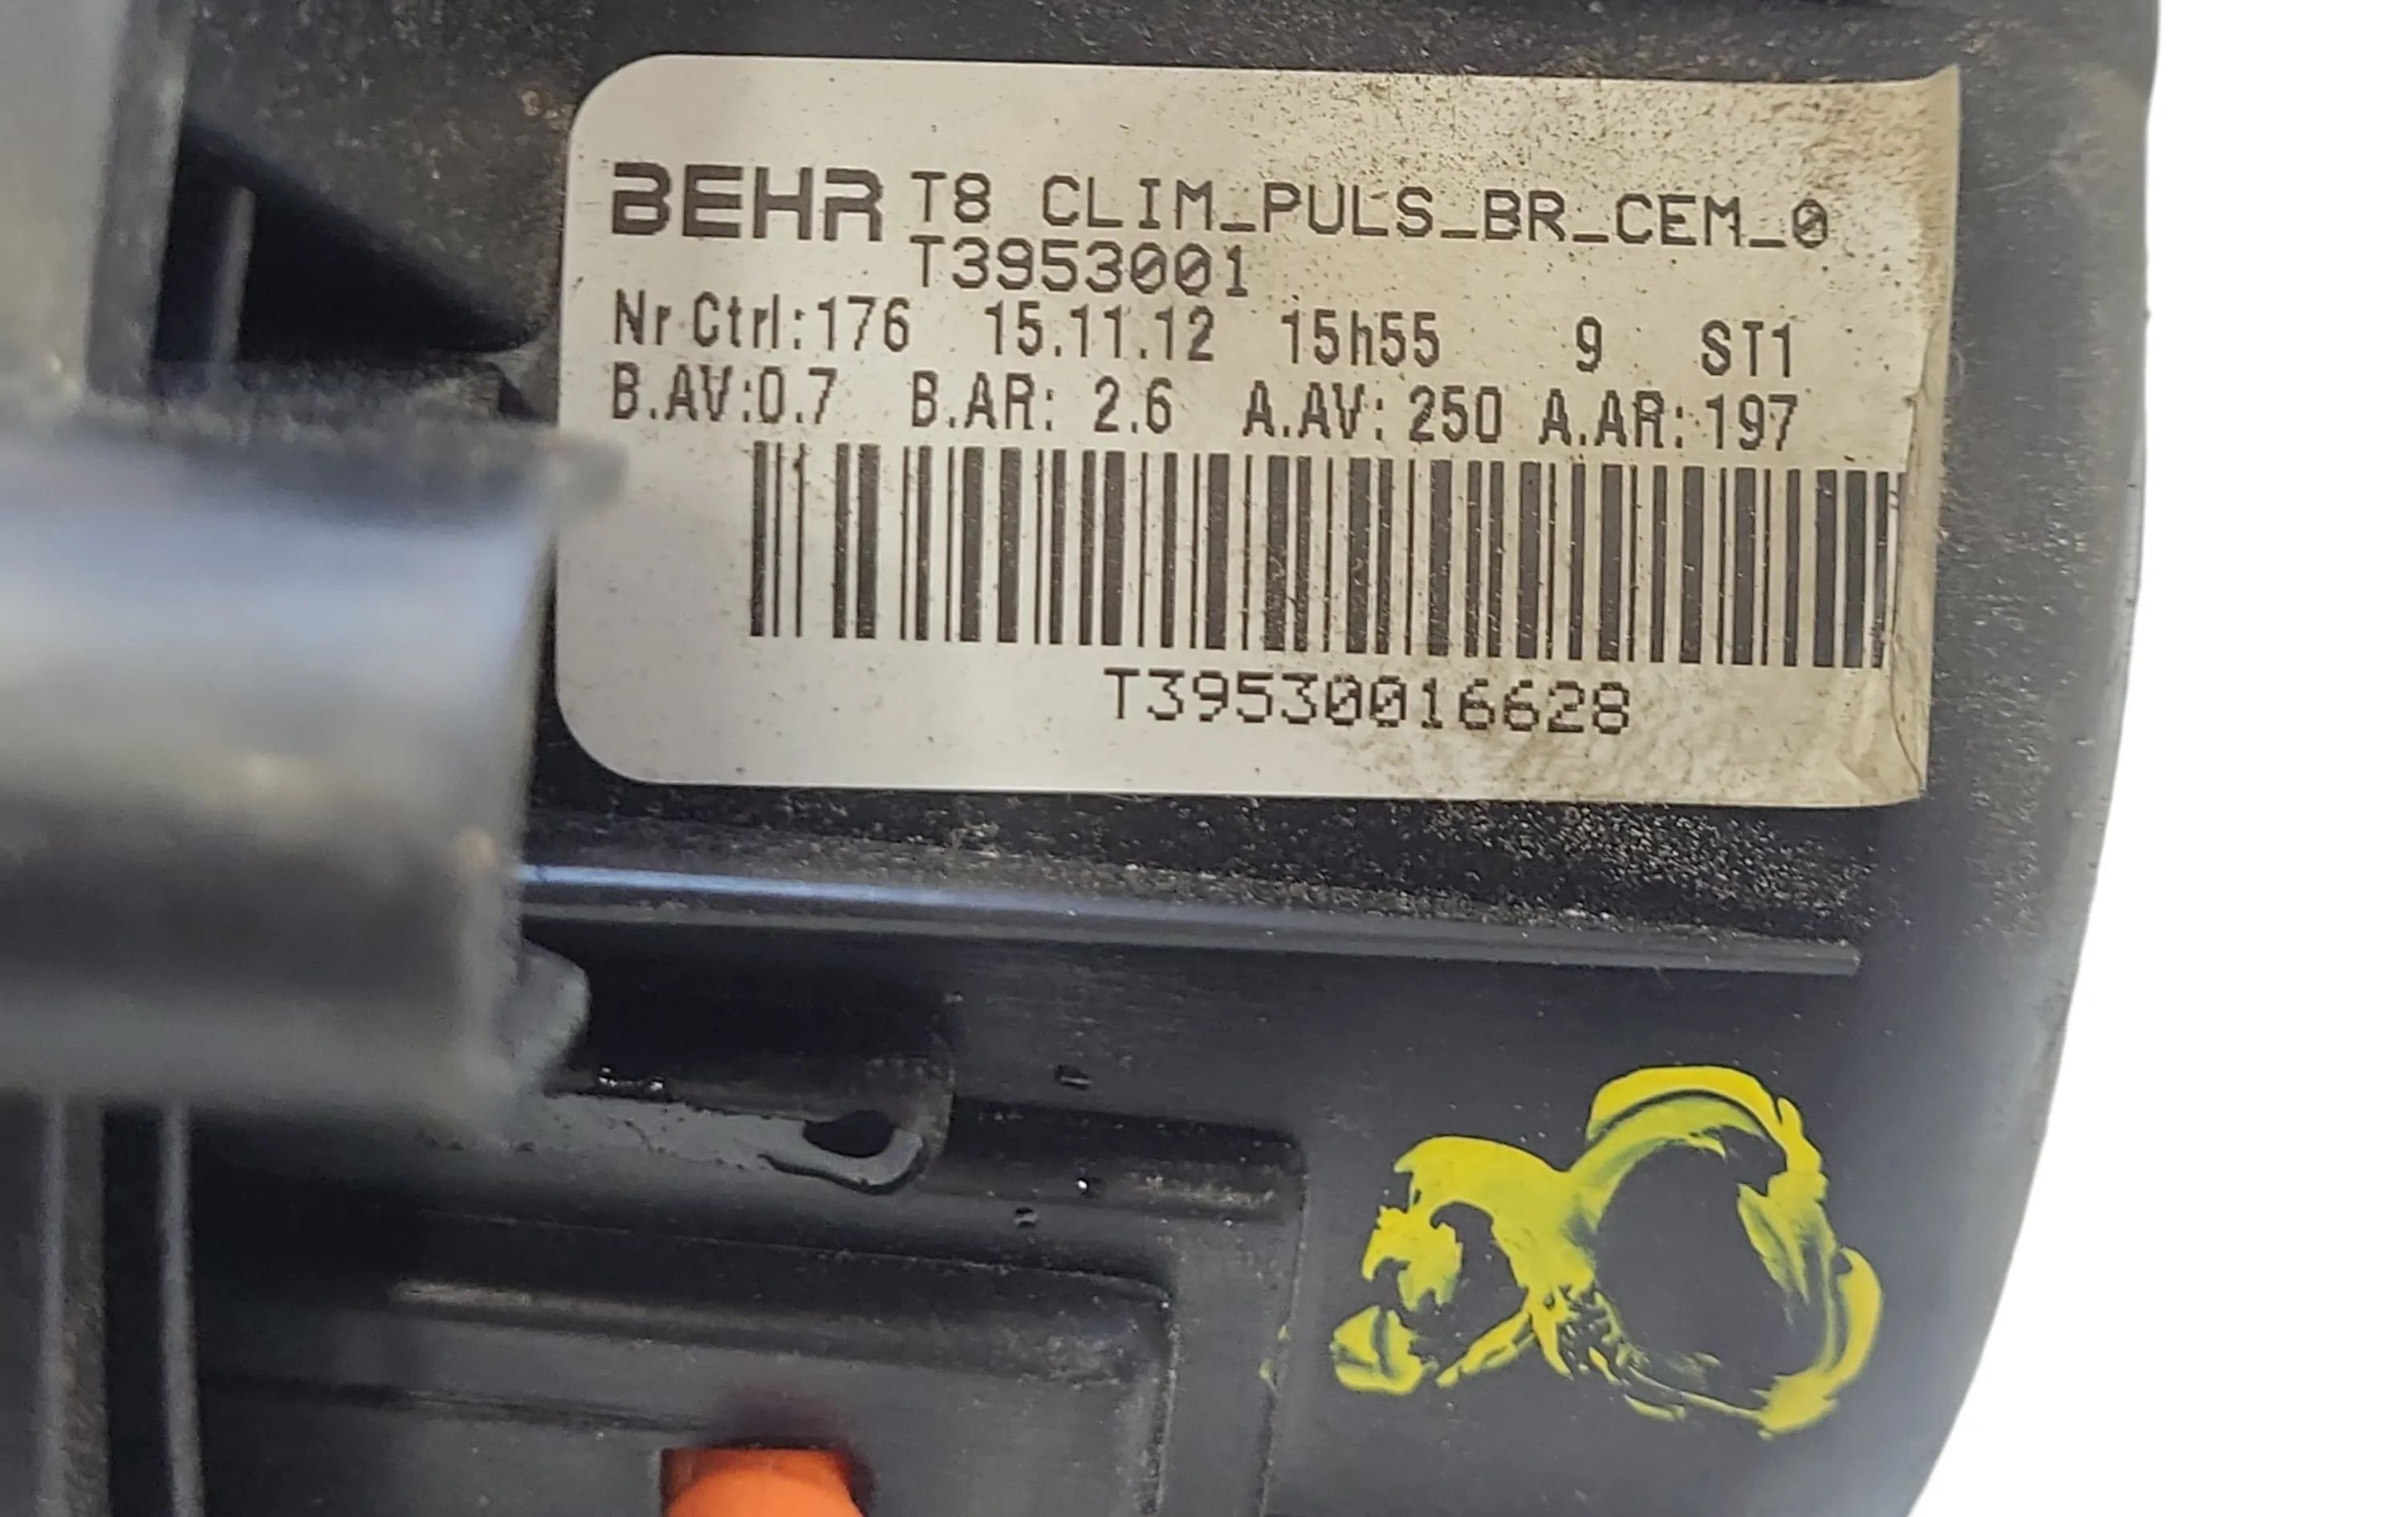 BEHR T8 CLIM_PULS_BR_CEM_0
T3953001
Nr Ctrl:176 15.11.12 15h55 9 ST1
B.AV:0.7 B.AR: 2.6 A.AV: 250 A.AR: 197
T39530016628